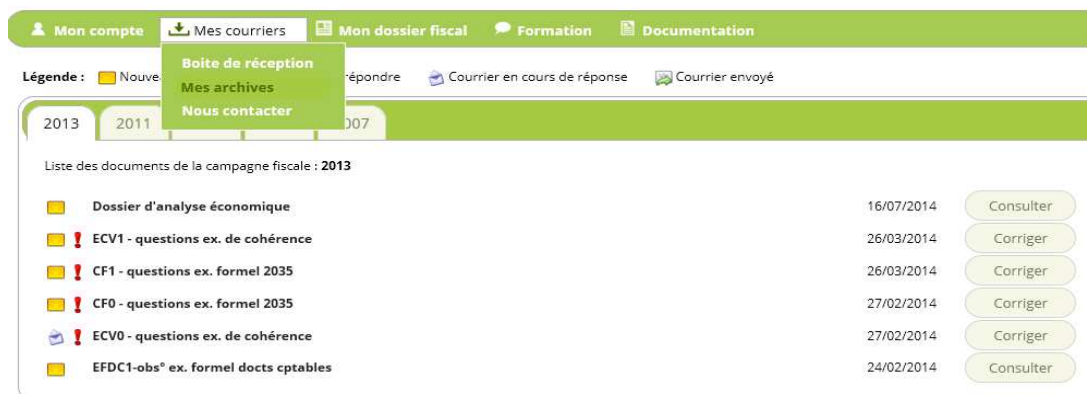 Mon compte Mes courriers Mon dossier fiscal Formation Documentation
Boite de réception
Mes archives
Nous contacter
Légende : Nouve répondre Courrier en cours de réponse Courrier envoyé
2013 2011 007
Liste des documents de la campagne fiscale : 2013
Dossier d'analyse économique 16/07/2014 Consulter
ECV1 - questions ex. de cohérence 26/03/2014 Corriger
CF1 - questions ex. formel 2035 26/03/2014 Corriger
CF0 - questions ex. formel 2035 27/02/2014 Corriger
ECV0 - questions ex. de cohérence 27/02/2014 Corriger
EFDC1-obs° ex. formel docts cptables 24/02/2014 Consulter